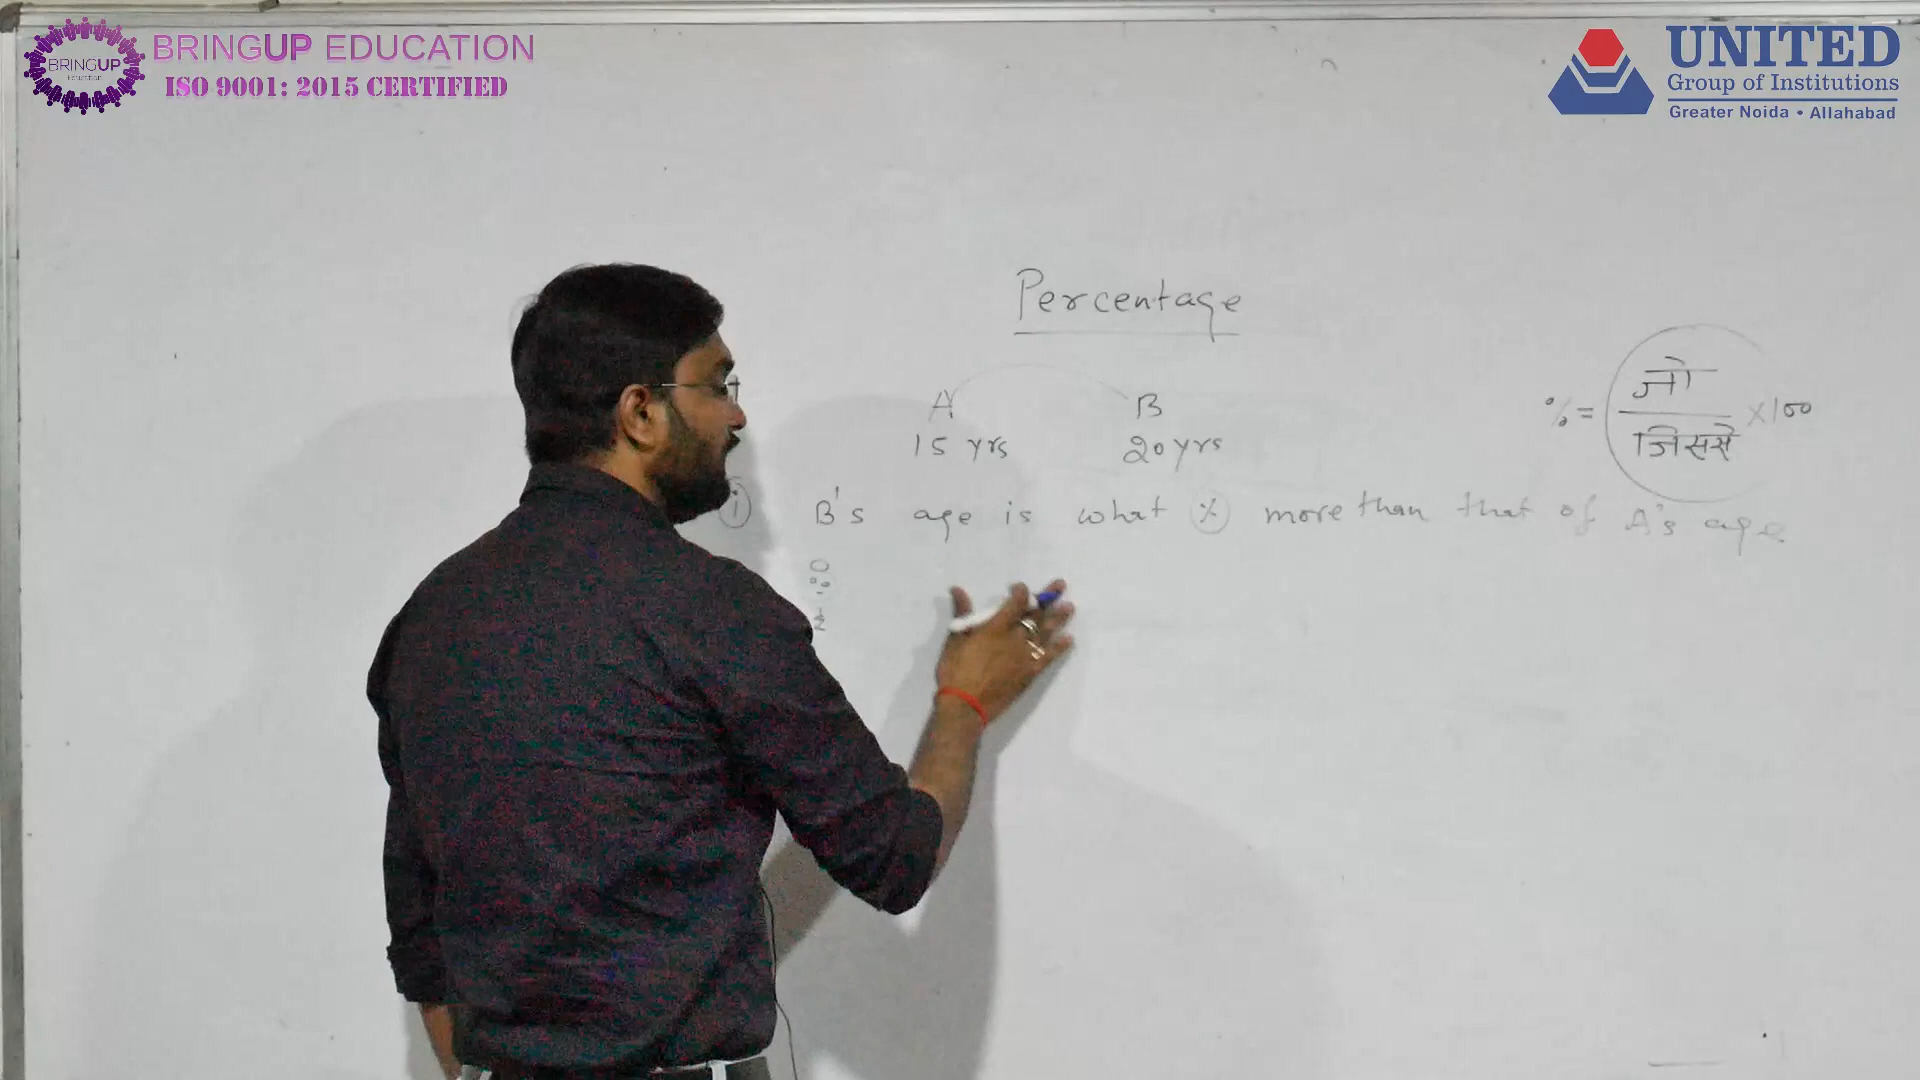 BRINGUP EDUCATION
ISO 9001: 2015 CERTIFIED
BRINGUP
Education
UNITED
Group of Institutions
Greater Noida • Allahabad
Percentage
A B
15 yrs 20 yrs
% = जो / जिससे × 100
(i) B's age is what % more than that of A's age